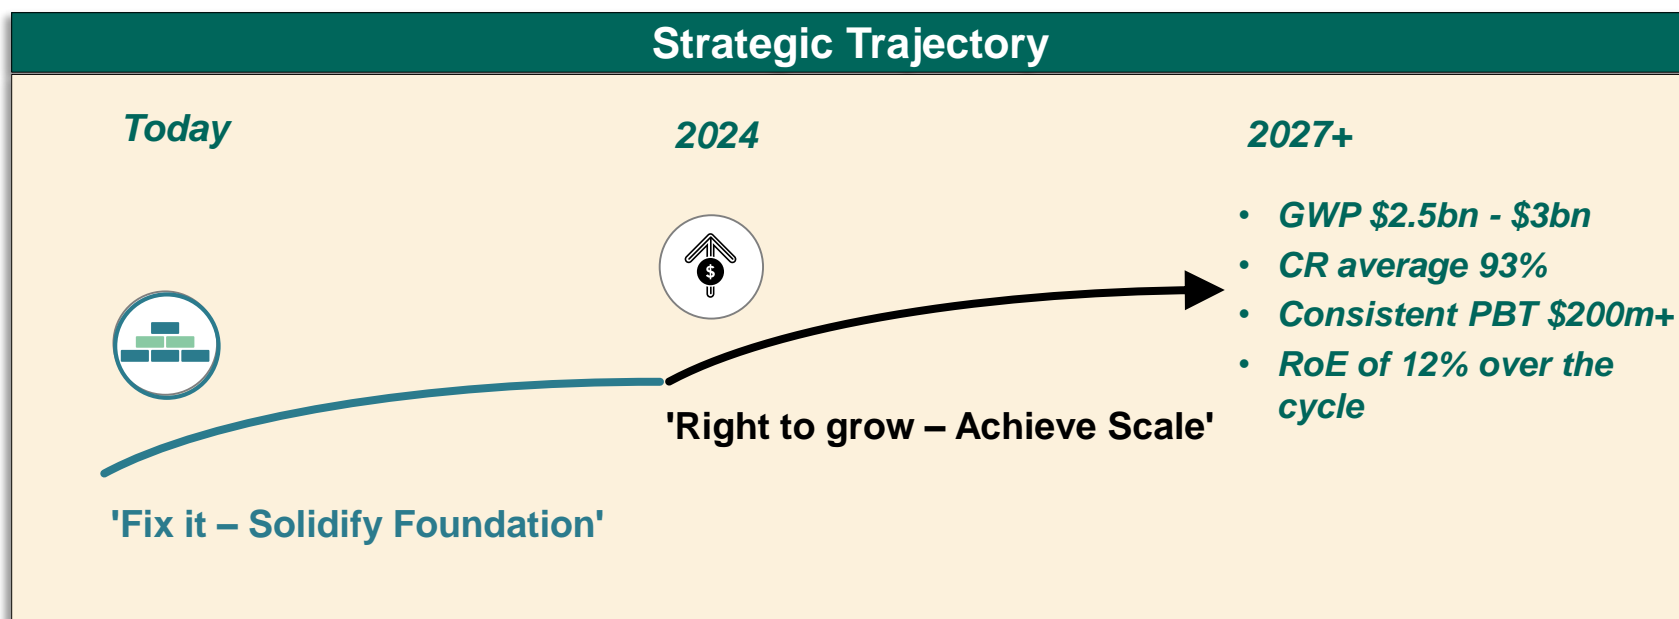 Strategic Trajectory
Today
2024
2027+
• GWP $2.5bn - $3bn
• CR average 93%
• Consistent PBT $200m+
• RoE of 12% over the
cycle
$
'Right to grow – Achieve Scale'
'Fix it – Solidify Foundation'